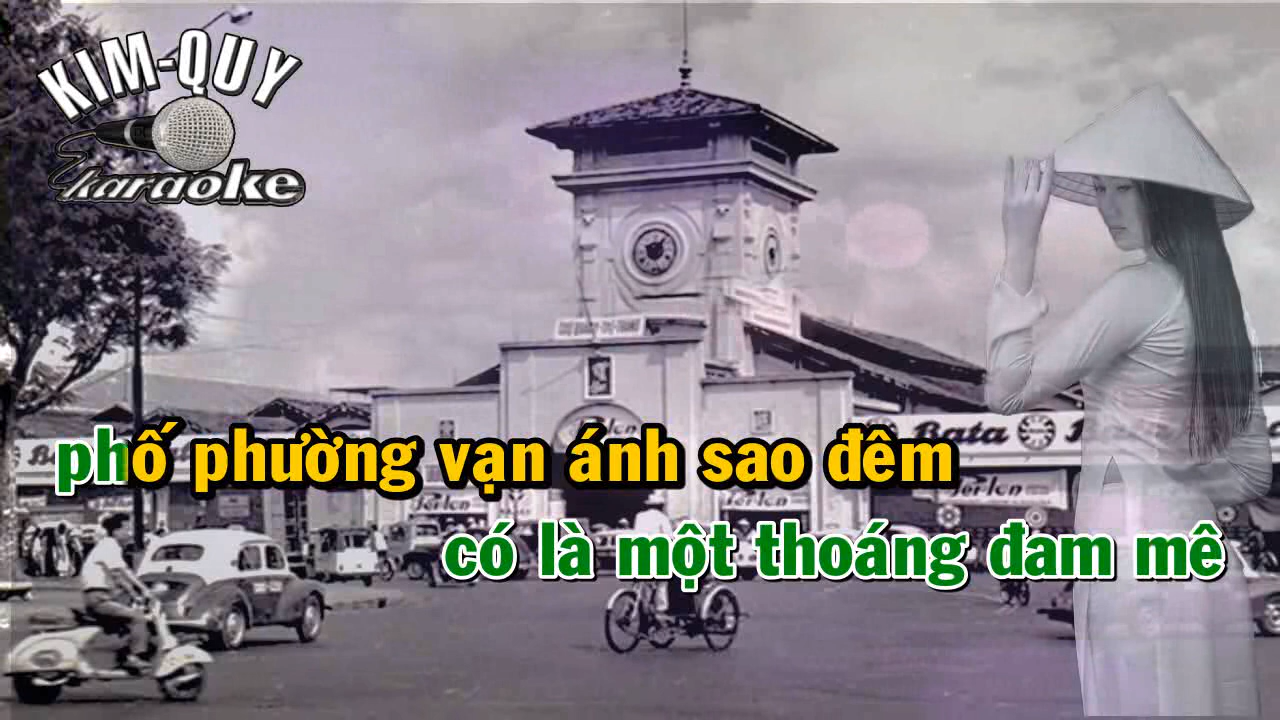 KIM-QUY
karaoke
Bata
phố phường vạn ánh sao đêm
có là một thoáng đam mê